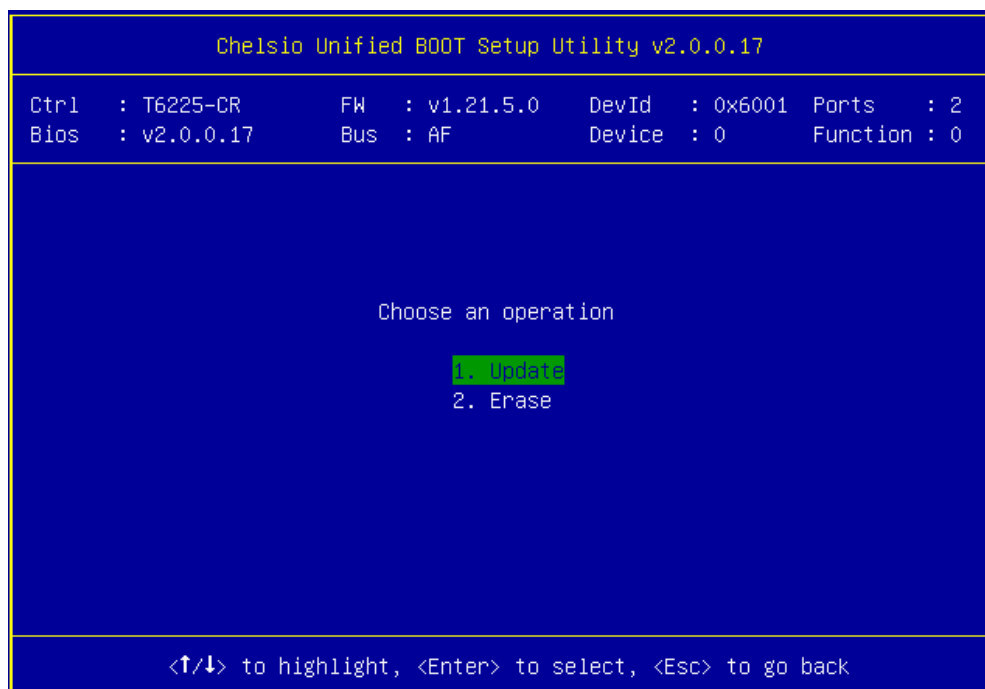 Chelsio Unified BOOT Setup Utility v2.0.0.17
Ctrl : T6225-CR FW : v1.21.5.0 DevId : 0x6001 Ports : 2
Bios : v2.0.0.17 Bus : AF Device : 0 Function : 0
Choose an operation
1. Update
2. Erase
<↑/↓> to highlight, <Enter> to select, <Esc> to go back